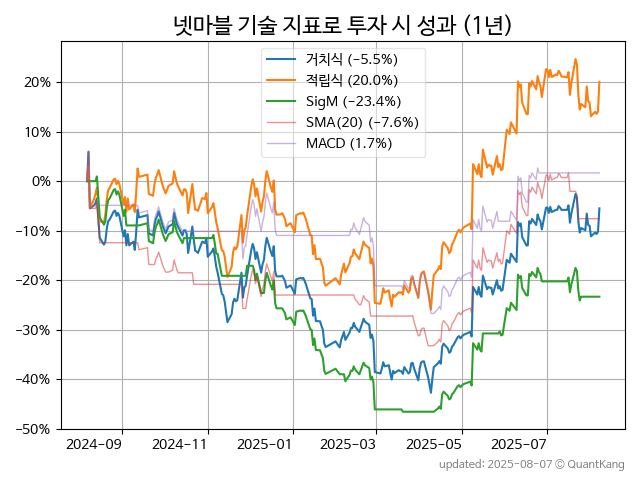 넷마블 기술 지표로 투자 시 성과 (1년)
거치식 (−5.5%)
적립식 (20.0%)
SigM (−23.4%)
SMA(20) (−7.6%)
MACD (1.7%)
20%
10%
0%
−10%
−20%
−30%
−40%
−50%
2024−09 2024−11 2025−01 2025−03 2025−05 2025−07
updated: 2025-08-07 © QuantKang